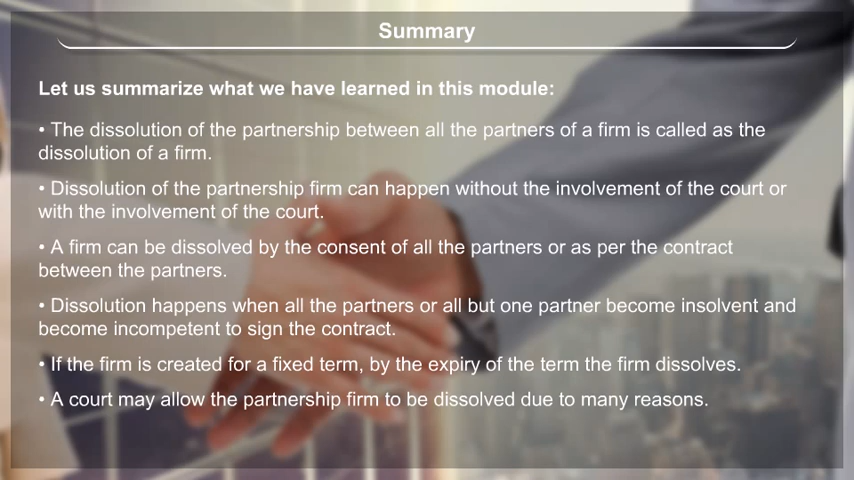 Summary
Let us summarize what we have learned in this module:
• The dissolution of the partnership between all the partners of a firm is called as the
dissolution of a firm.
• Dissolution of the partnership firm can happen without the involvement of the court or
with the involvement of the court.
• A firm can be dissolved by the consent of all the partners or as per the contract
between the partners.
• Dissolution happens when all the partners or all but one partner become insolvent and
become incompetent to sign the contract.
• If the firm is created for a fixed term, by the expiry of the term the firm dissolves.
• A court may allow the partnership firm to be dissolved due to many reasons.